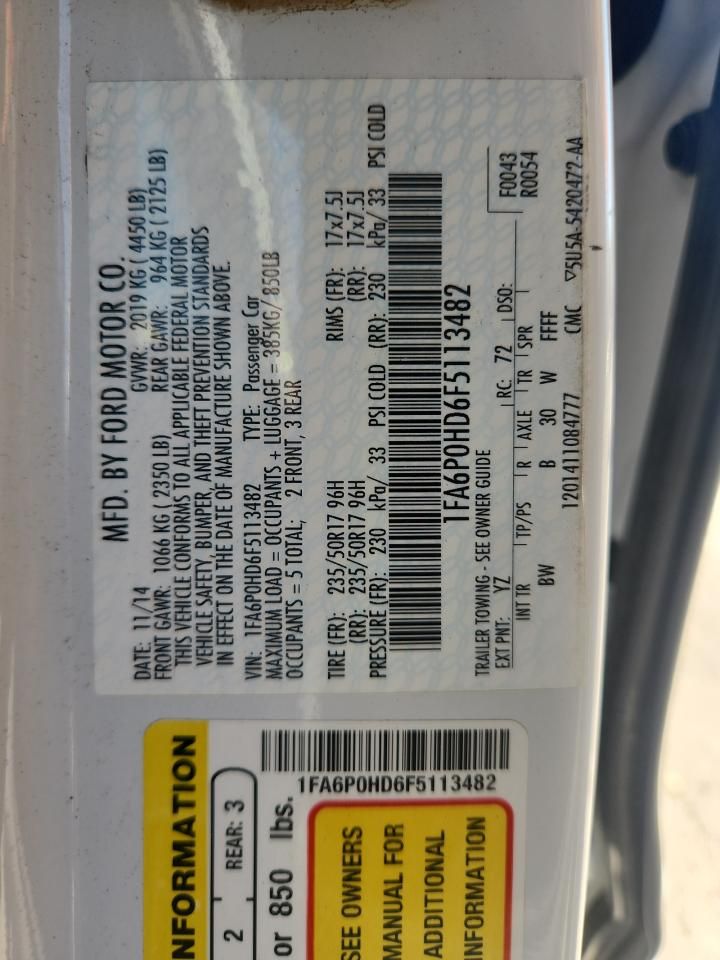 MFD. BY FORD MOTOR CO.
DATE: 11/14 GVWR: 2019 KG ( 4450 LB)
FRONT GAWR: 1066 KG ( 2350 LB) REAR GAWR: 964 KG ( 2125 LB)
THIS VEHICLE CONFORMS TO ALL APPLICABLE FEDERAL MOTOR
VEHICLE SAFETY, BUMPER, AND THEFT PREVENTION STANDARDS
IN EFFECT ON THE DATE OF MANUFACTURE SHOWN ABOVE.
VIN: 1FA6P0HD6F5113482 TYPE: Passenger Car
MAXIMUM LOAD = OCCUPANTS + LUGGAGE = 385KG/ 850LB
OCCUPANTS = 5 TOTAL; 2 FRONT, 3 REAR
TIRE (FR): 235/50R17 96H RIMS (FR): 17x7.5J
(RR): 235/50R17 96H (RR): 17x7.5J
PRESSURE (FR): 230 kPa/ 33 PSI COLD (RR): 230 kPa/ 33 PSI COLD
1FA6P0HD6F5113482
TRAILER TOWING - SEE OWNER GUIDE
EXT PNT: YZ RC: 72 DSO: F0043
R0054
INT TR TP/PS R AXLE TR SPR
BW B 30 W FFFF
1201411084777 CMC ▽5U5A-5420472-AA
NFORMATION
2 REAR: 3
or 850 lbs.
1FA6P0HD6F5113482
SEE OWNERS
MANUAL FOR
ADDITIONAL
INFORMATION